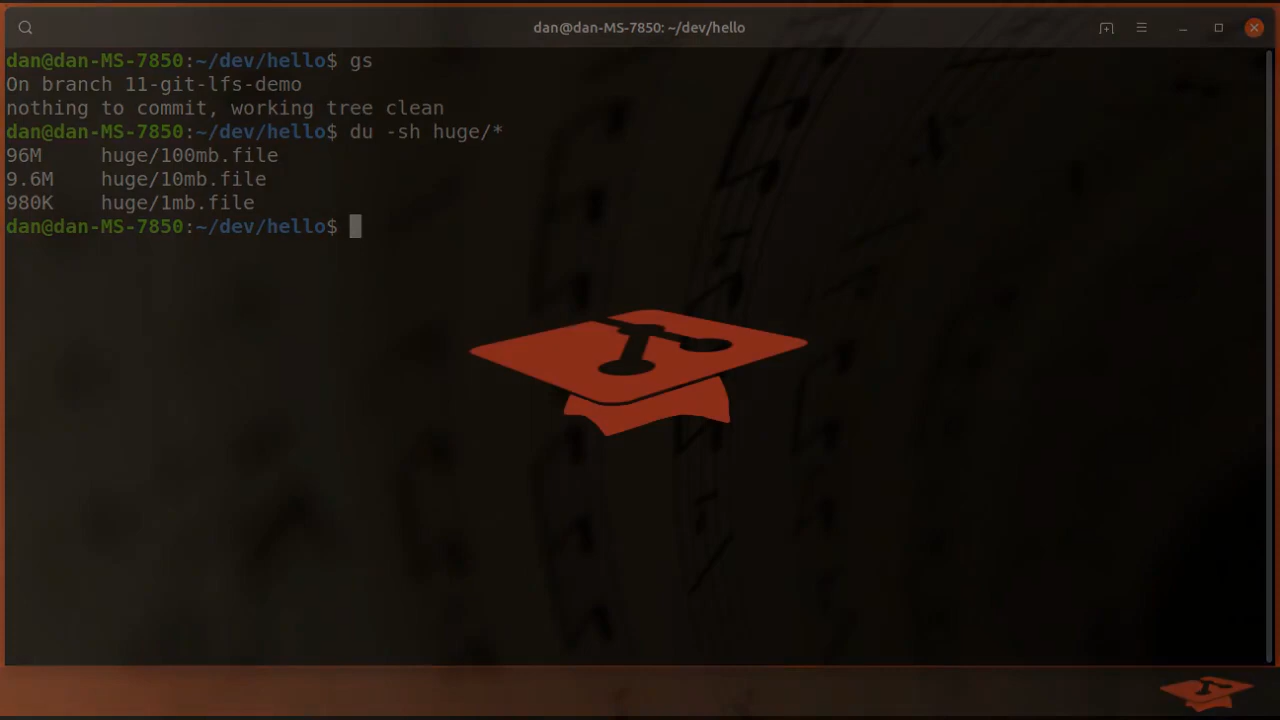 dan@dan-MS-7850: ~/dev/hello
dan@dan-MS-7850:~/dev/hello$ gs
On branch 11-git-lfs-demo
nothing to commit, working tree clean
dan@dan-MS-7850:~/dev/hello$ du -sh huge/*
96M huge/100mb.file
9.6M huge/10mb.file
980K huge/1mb.file
dan@dan-MS-7850:~/dev/hello$